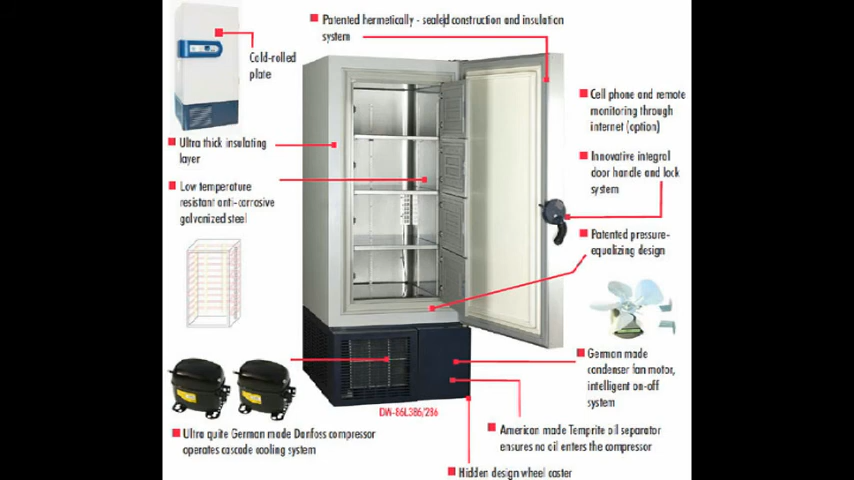 Patented hermetically - sealed construction and insulation
system
Cold-rolled
plate
Cell phone and remote
monitoring through
internet (option)
Ultra thick insulating
layer
Innovative integral
door handle and lock
system
Low temperature
resistant anti-corrosive
galvanized steel
Patented pressure-
equalizing design
German made
condenser fan motor,
intelligent on-off
system
DW-86L386/286
Ultra quite German made Danfoss compressor
operates cascade cooling system
American made Temprite oil separator
ensures no oil enters the compressor
Hidden design wheel caster